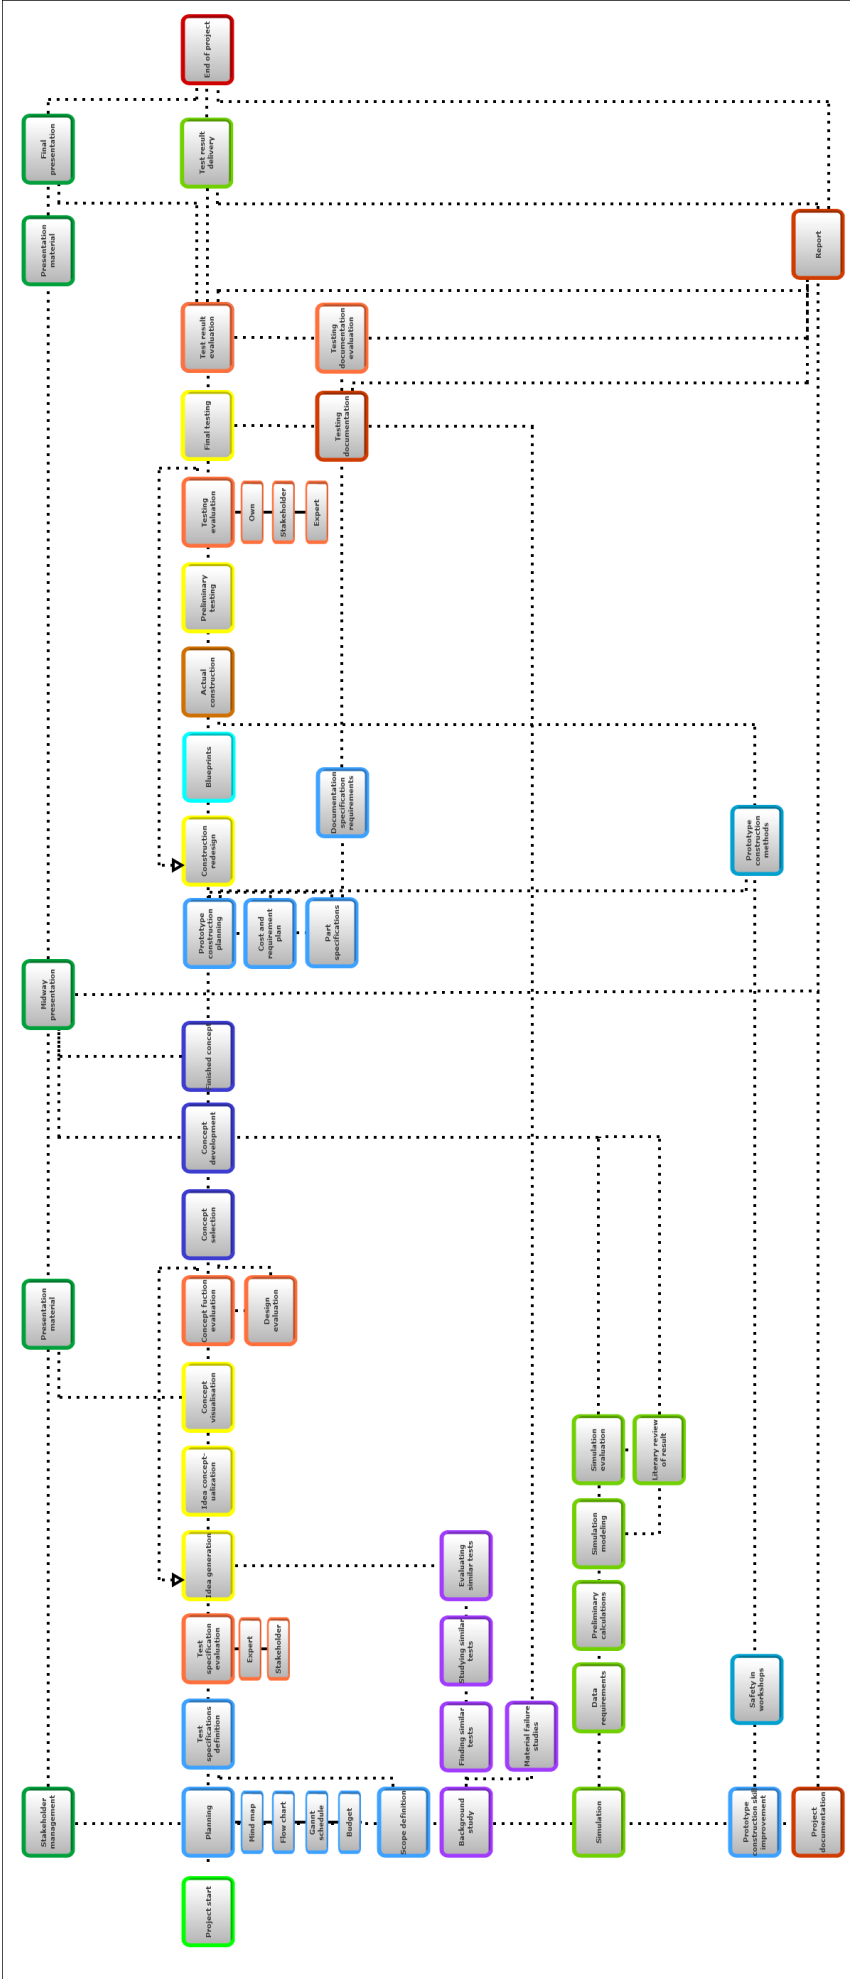 End of project
Final
presentation
Test result
delivery
Presentation
material
Report
Test result
evaluation
Testing
documentation
evaluation
Final testing
Testing
documentation
Testing
evaluation
Own
Stakeholder
Expert
Preliminary
testing
Actual
construction
Blueprints
Documentation
specification
requirements
Construction
redesign
Prototype
construction
methods
Prototype
construction
planning
Cost and
requirement
plan
Part
specifications
Midway
presentation
Finished concept
Concept
development
Concept
selection
Presentation
material
Concept fuction
evaluation
Design
evaluation
Concept
visualisation
Simulation
evaluation
Literary review
of result
Idea concept-
ualization
Simulation
modeling
Idea generation
Evaluating
similar tests
Preliminary
calculations
Test
specification
evaluation
Expert
Stakeholder
Studying similar
tests
Data
requirements
Safety in
workshops
Test
specifications
definition
Finding similar
tests
Material failure
studies
Stakeholder
management
Planning
Mind map
Flow chart
Gannt
schedule
Budget
Scope definition
Background
study
Simulation
Prototype
construction skill
improvement
Project
documentation
Project start